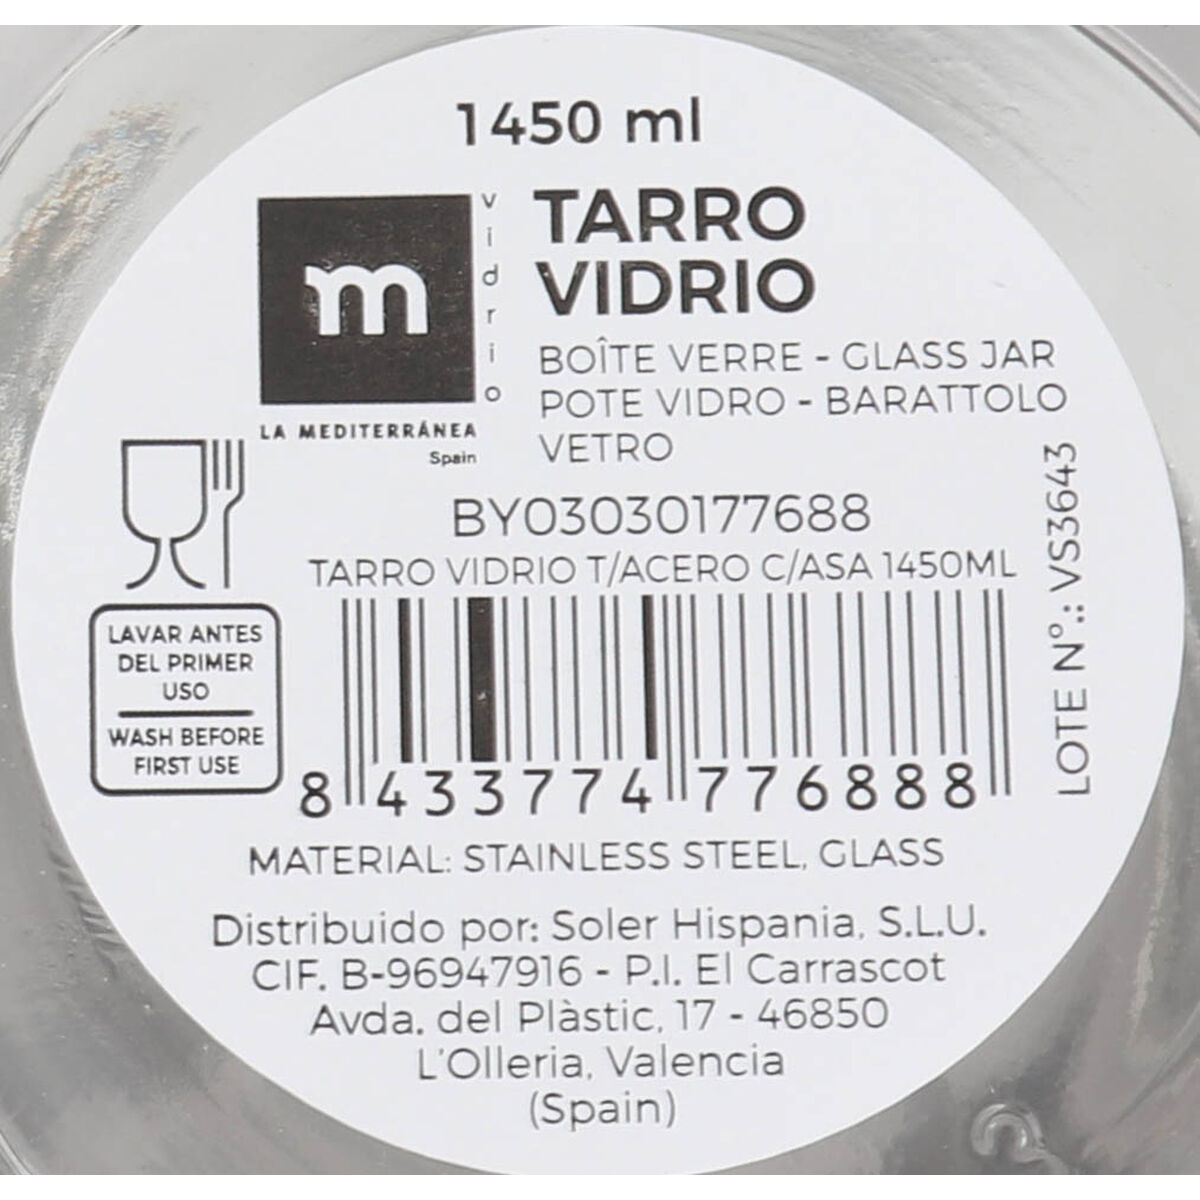 1450 ml
m
vidrio
LA MEDITERRÁNEA
Spain
TARRO
VIDRIO
BOÎTE VERRE - GLASS JAR
POTE VIDRO - BARATTOLO
VETRO
BY03030177688
TARRO VIDRIO T/ACERO C/ASA 1450ML
LAVAR ANTES
DEL PRIMER
USO
WASH BEFORE
FIRST USE
8 433774 776888
LOTE Nº.: VS3643
MATERIAL: STAINLESS STEEL, GLASS
Distribuido por: Soler Hispania, S.L.U.
CIF. B-96947916 - P.I. El Carrascot
Avda. del Plàstic, 17 - 46850
L'Olleria, Valencia
(Spain)